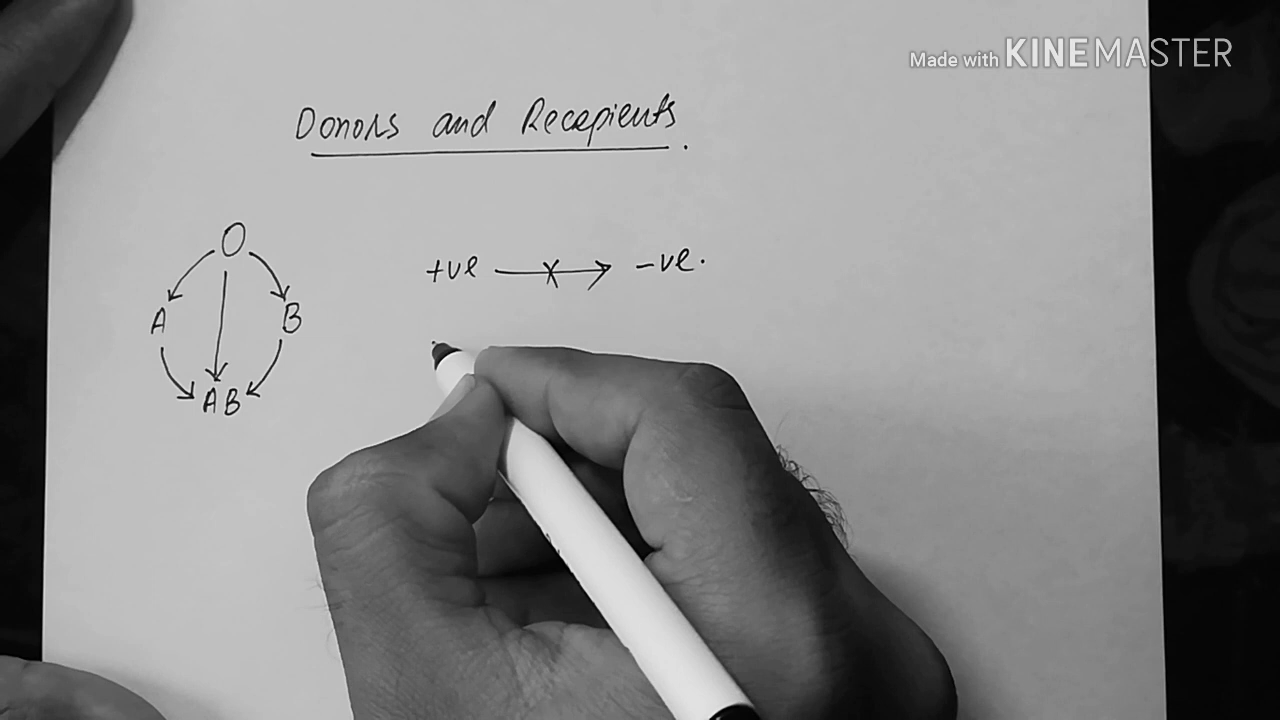 Made with KINEMASTER
Donors and Recepients.
O
+ve → -ve.
A B
AB